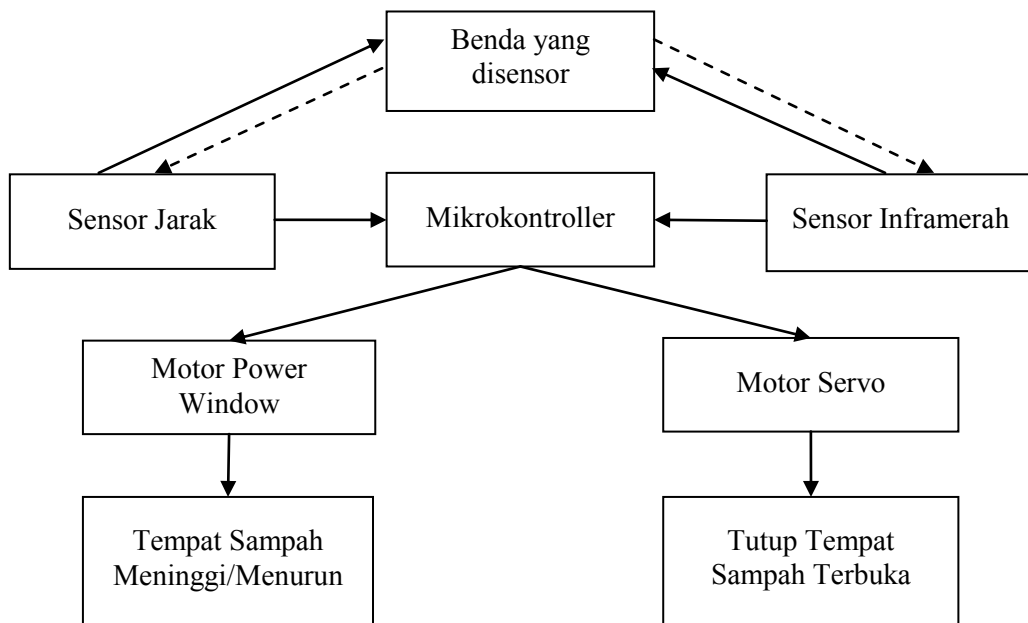 Benda yang
disensor
Sensor Jarak
Mikrokontroller
Sensor Inframerah
Motor Power
Window
Motor Servo
Tempat Sampah
Meninggi/Menurun
Tutup Tempat
Sampah Terbuka